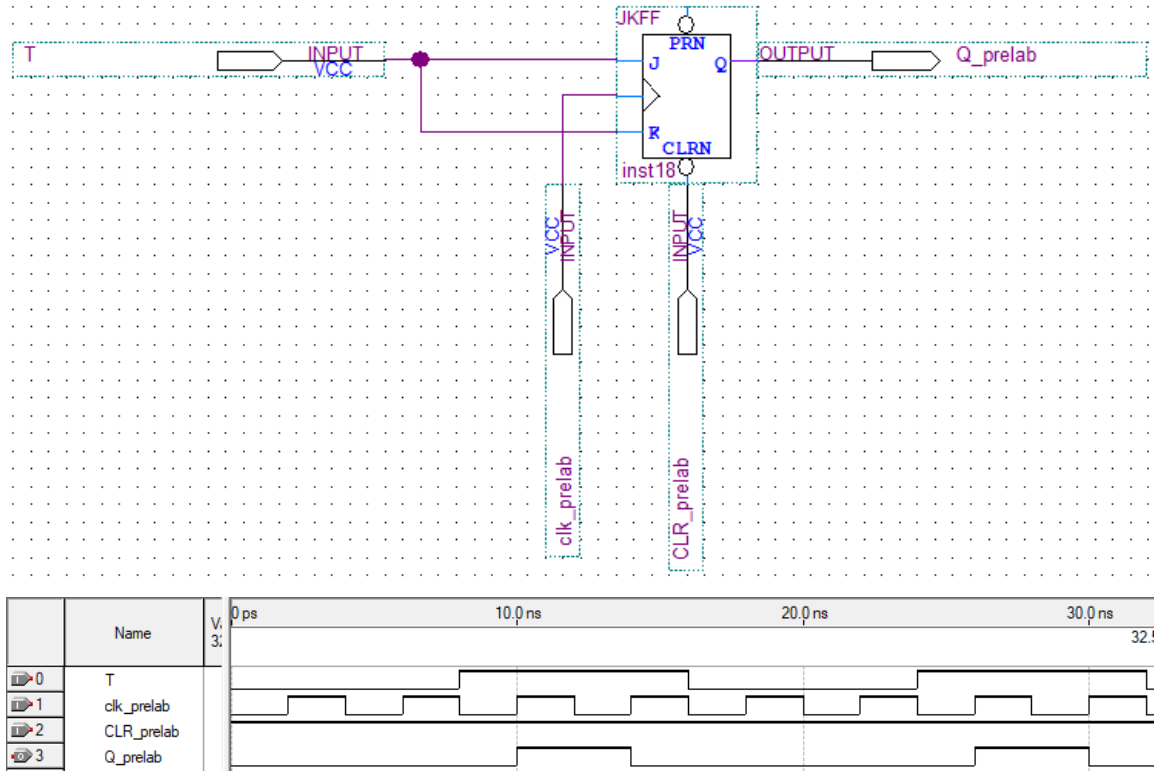 JKFF
PRN
T
INPUT
VCC
J
Q
OUTPUT
Q_prelab
K
CLRN
inst18
VCC
INPUT
INPUT
VCC
clk_prelab
CLR_prelab
Name
0 ps
10.0 ns
20.0 ns
30.0 ns
32.5
0
T
1
clk_prelab
2
CLR_prelab
3
Q_prelab